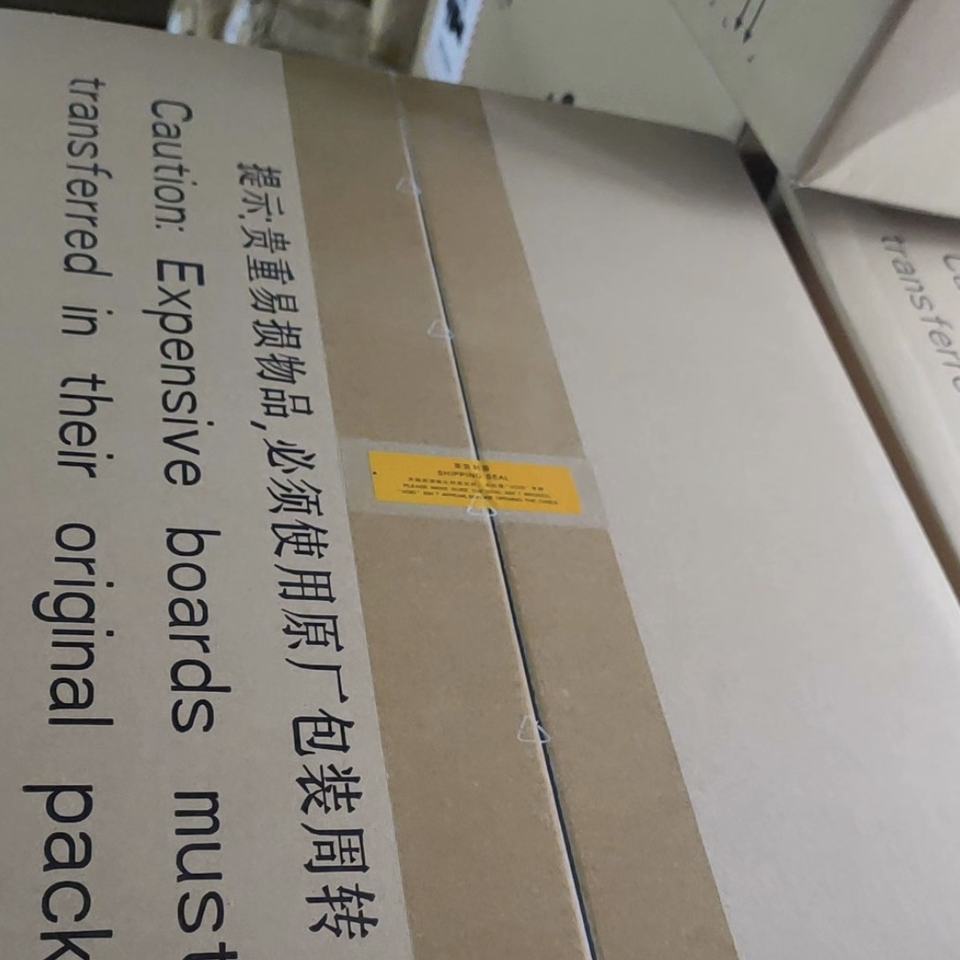 提示:贵重易损物品,必须使用原厂包装周转
Caution: Expensive boards must
transferred in their original pack
SHIPPING SEAL
transferre